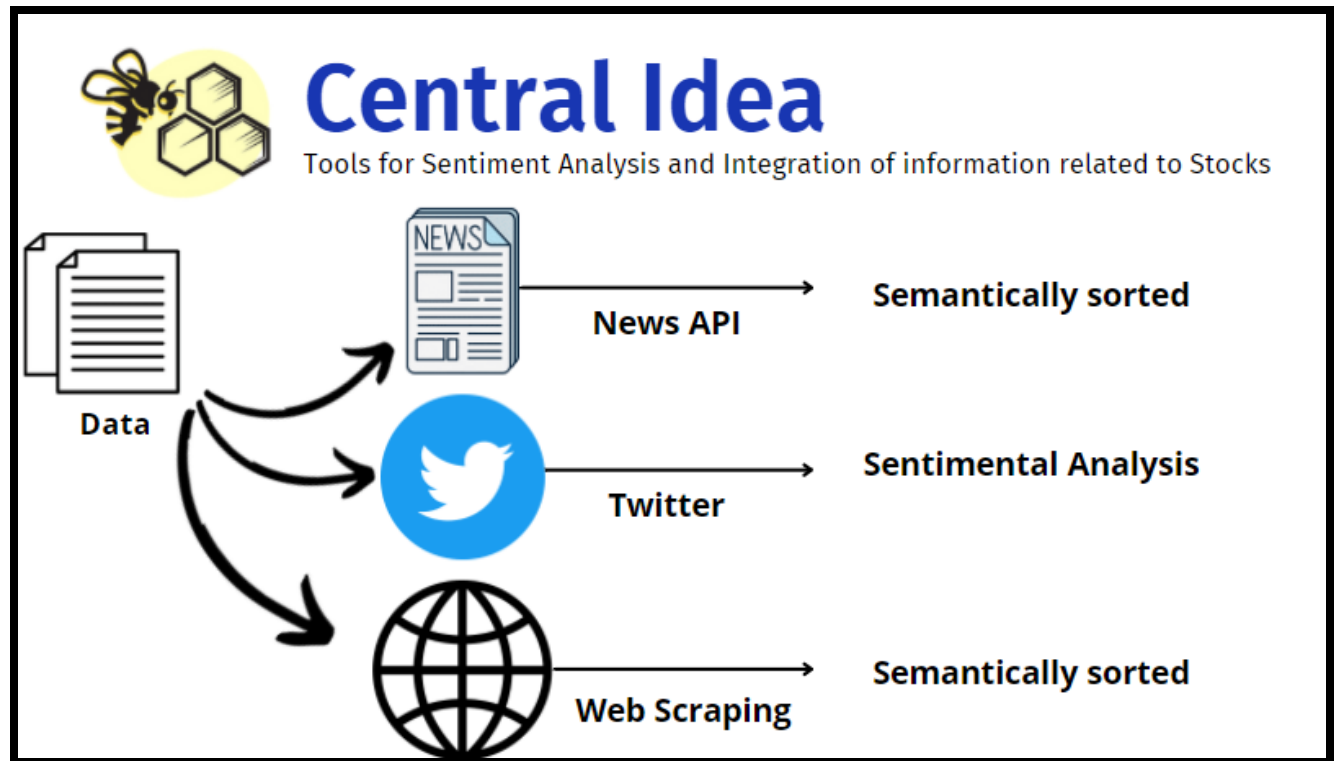 Central Idea
Tools for Sentiment Analysis and Integration of information related to Stocks
NEWS
Semantically sorted
News API
Data
Sentimental Analysis
Twitter
Semantically sorted
Web Scraping